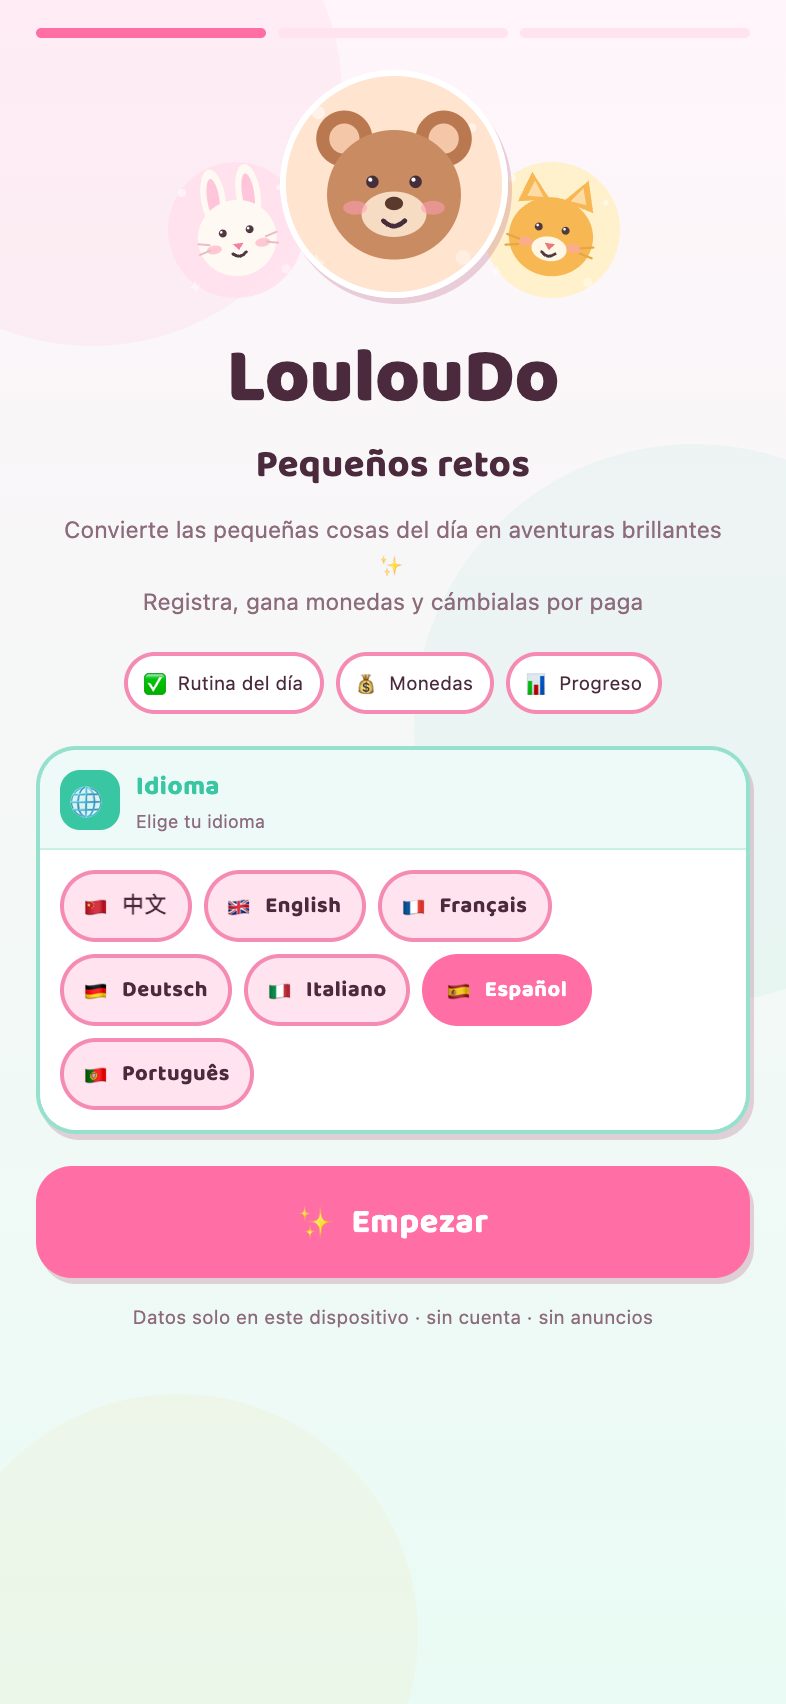 LoulouDo
Pequeños retos
Convierte las pequeñas cosas del día en aventuras brillantes
✨
Registra, gana monedas y cámbialas por paga
✅ Rutina del día 💰 Monedas 📊 Progreso
Idioma
Elige tu idioma
🇨🇳 中文 🇬🇧 English 🇫🇷 Français
🇩🇪 Deutsch 🇮🇹 Italiano 🇪🇸 Español
🇵🇹 Português
✨ Empezar
Datos solo en este dispositivo · sin cuenta · sin anuncios